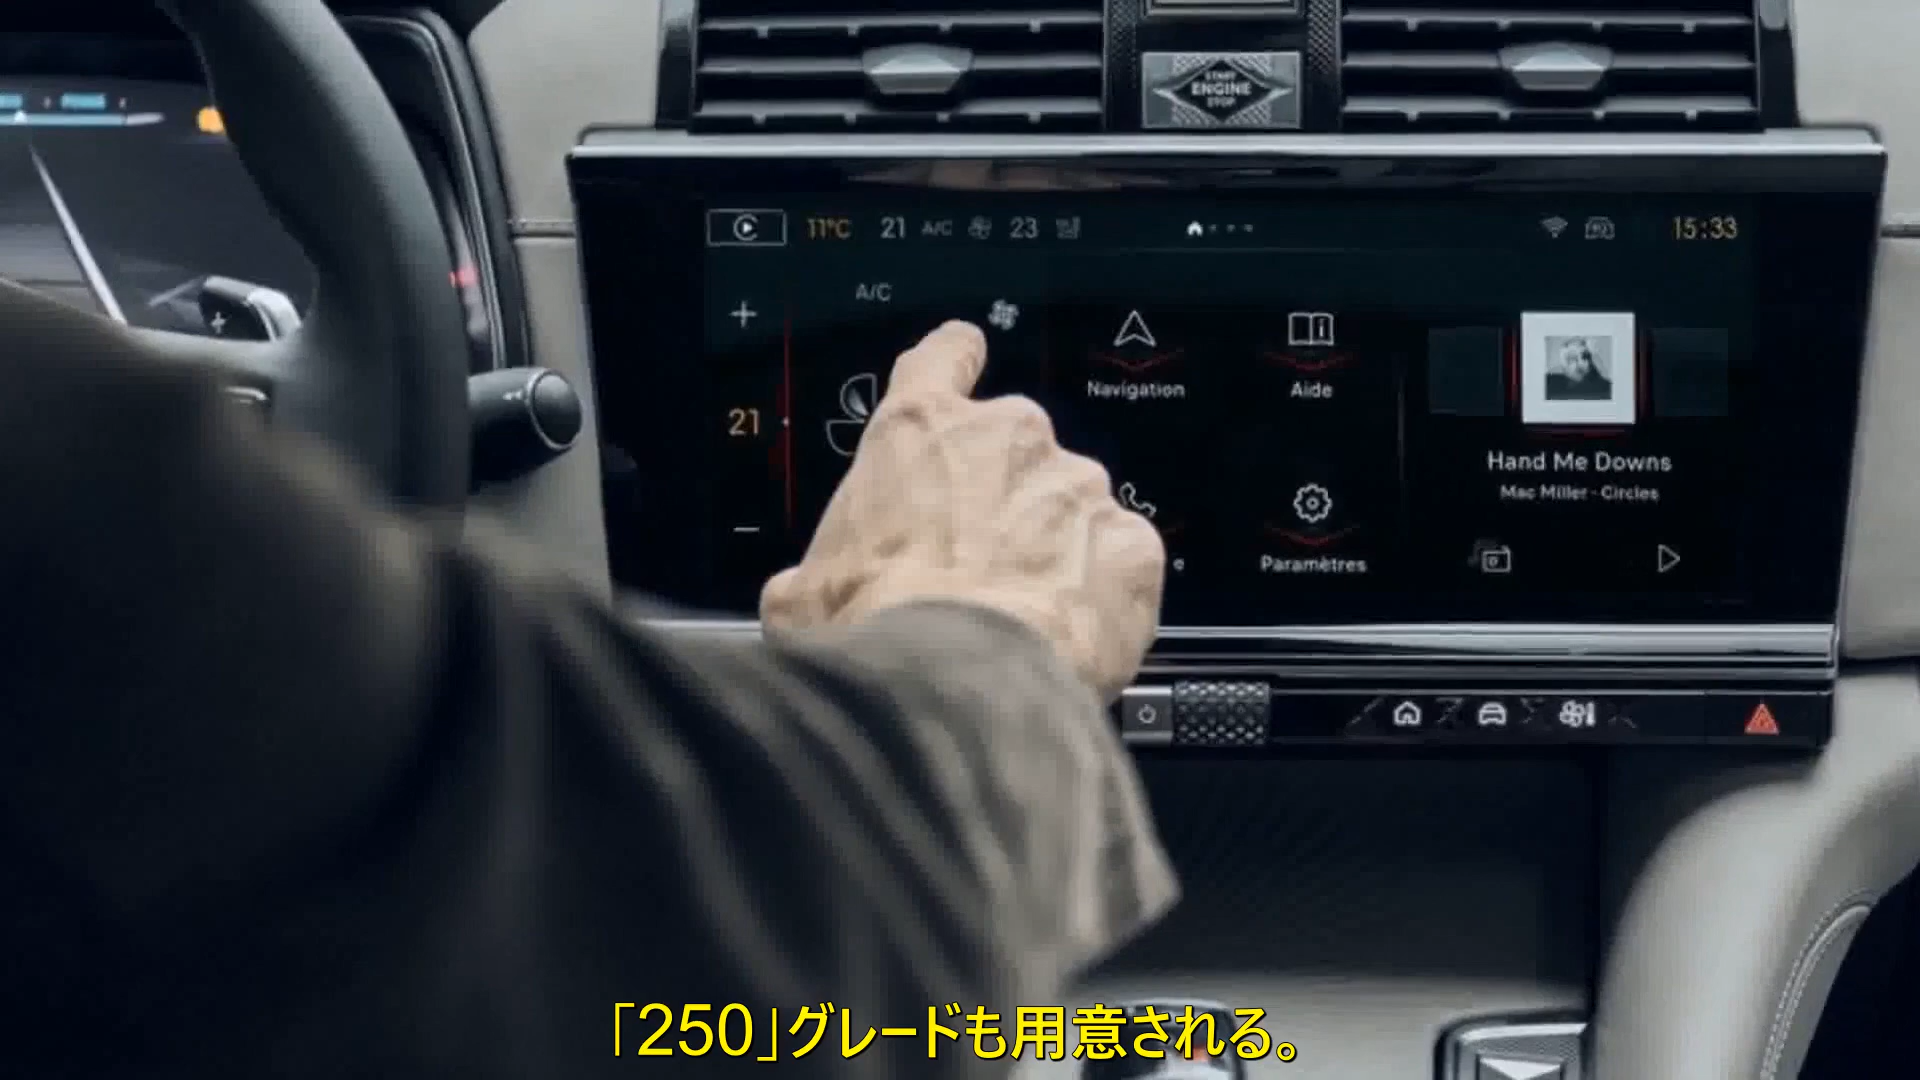 START
ENGINE
STOP
11°C 21 A/C 23 15:33
A/C
21
Navigation
Aide
Paramètres
Hand Me Downs
Mac Miller - Circles
「250」グレードも用意される。